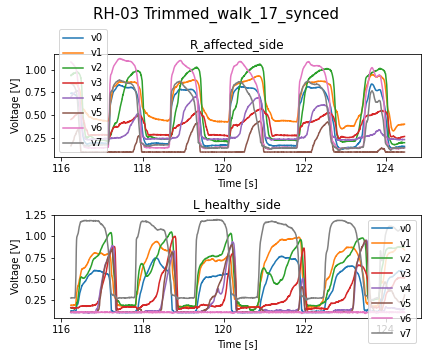 RH-03 Trimmed_walk_17_synced
R_affected_side
Voltage [V]
1.00
0.75
0.50
0.25
v0
v1
v2
v3
v4
v5
v6
v7
116
118
120
122
124
Time [s]
L_healthy_side
Voltage [V]
1.25
1.00
0.75
0.50
0.25
v0
v1
v2
v3
v4
v5
v6
v7
116
118
120
122
124
Time [s]